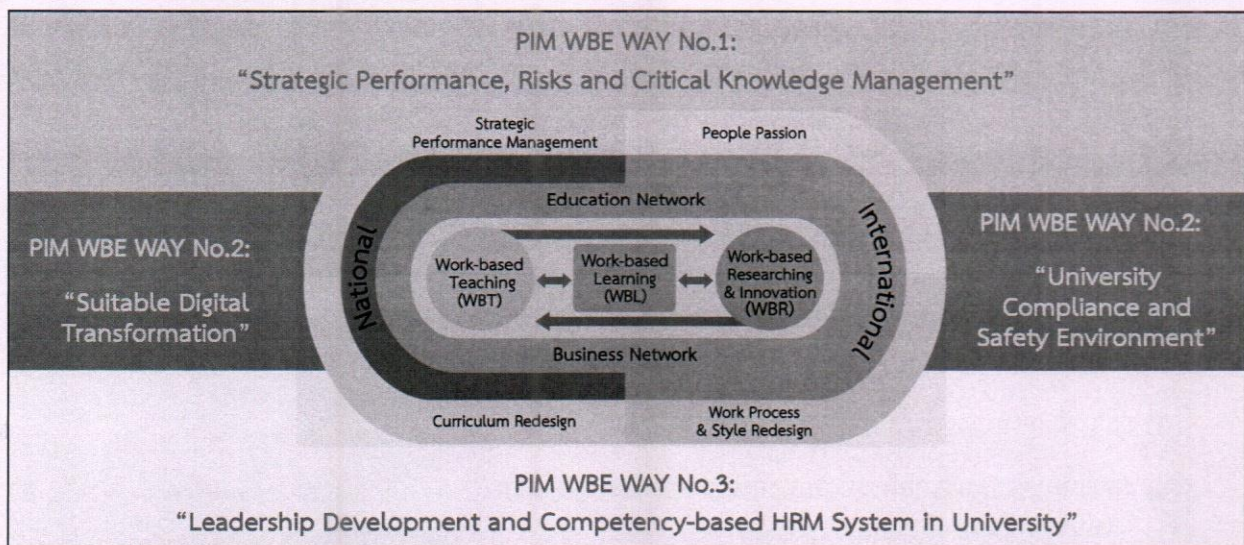 PIM WBE WAY No.1:
“Strategic Performance, Risks and Critical Knowledge Management”
Strategic
Performance Management
People Passion
National
Education Network
International
PIM WBE WAY No.2:
“Suitable Digital
Transformation”
Work-based
Teaching
(WBT)
Work-based
Learning
(WBL)
Work-based
Researching
& Innovation
(WBR)
PIM WBE WAY No.2:
“University
Compliance and
Safety Environment”
Business Network
Curriculum Redesign
Work Process
& Style Redesign
PIM WBE WAY No.3:
“Leadership Development and Competency-based HRM System in University”